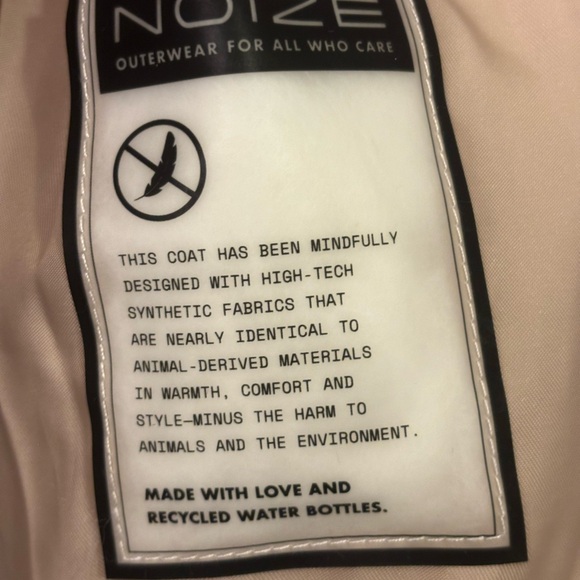 NOIZE
OUTERWEAR FOR ALL WHO CARE
THIS COAT HAS BEEN MINDFULLY
DESIGNED WITH HIGH-TECH
SYNTHETIC FABRICS THAT
ARE NEARLY IDENTICAL TO
ANIMAL-DERIVED MATERIALS
IN WARMTH, COMFORT AND
STYLE—MINUS THE HARM TO
ANIMALS AND THE ENVIRONMENT.
MADE WITH LOVE AND
RECYCLED WATER BOTTLES.